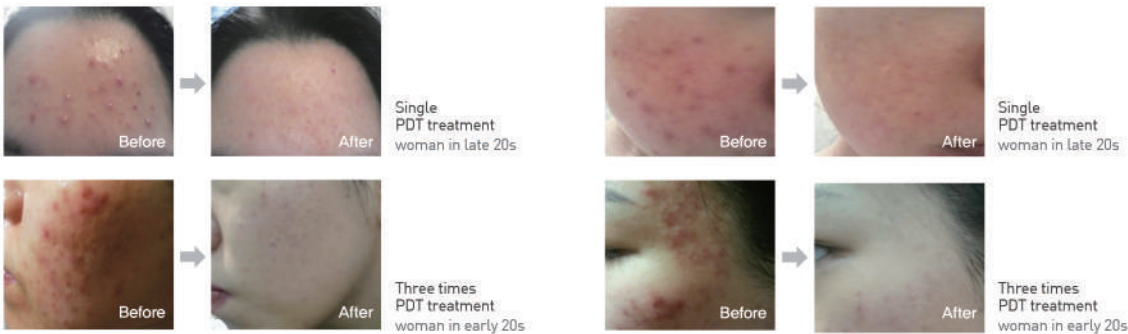 Before
After
Single
PDT treatment
woman in late 20s
Before
After
Single
PDT treatment
woman in late 20s
Before
After
Three times
PDT treatment
woman in early 20s
Before
After
Three times
PDT treatment
woman in early 20s